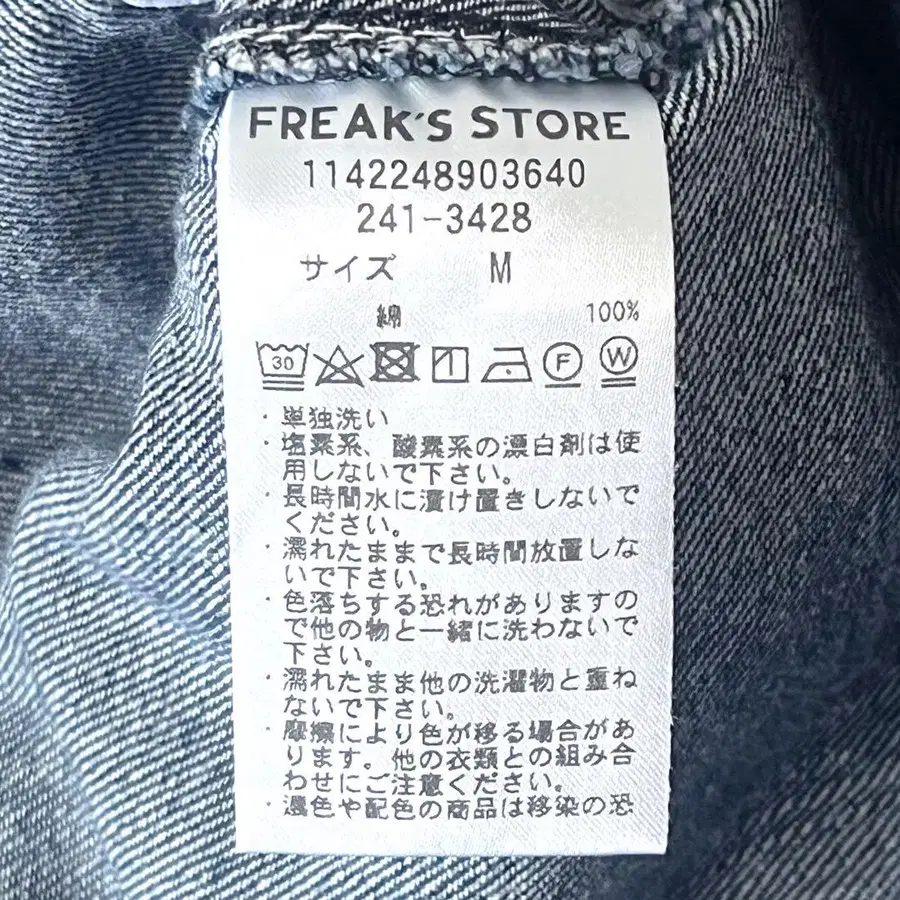 FREAK'S STORE
1142248903640
241-3428
サイズ M
綿 100%
30
F W
・単独洗い
・塩素系、酸素系の漂白剤は使
用しないで下さい。
・長時間水に漬け置きしないで
ください。
・濡れたままで長時間放置しな
いで下さい。
・色落ちする恐れがありますの
で他の物と一緒に洗わないで
下さい。
・濡れたまま他の洗濯物と重ね
ないで下さい。
・摩擦により色が移る場合があ
ります。他の衣類との組み合
わせにご注意ください。
・濃色や配色の商品は移染の恐